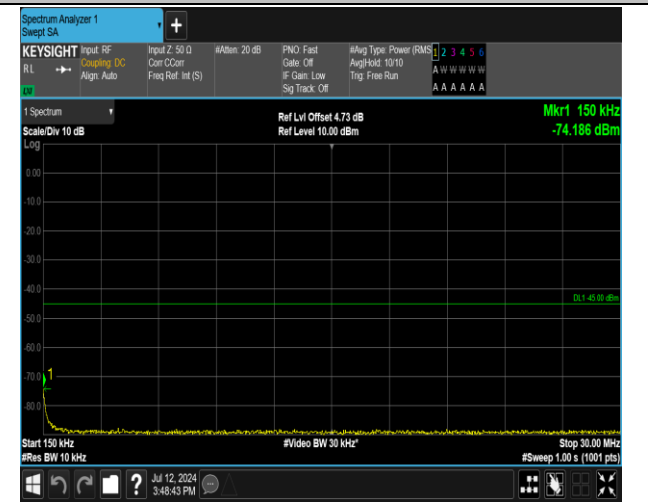 Spectrum Analyzer 1
Swept SA
+
KEYSIGHT
RL
Input: RF
Coupling: DC
Align: Auto
Input Z: 50 Ω
Corr CCorr
Freq Ref: Int (S)
#Atten: 20 dB
PNO: Fast
Gate: Off
IF Gain: Low
Sig Track: Off
#Avg Type: Power (RMS
Avg|Hold: 10/10
Trig: Free Run
1 2 3 4 5 6
A W W W W W
A A A A A A
1 Spectrum
Scale/Div 10 dB
Log
Ref Lvl Offset 4.73 dB
Ref Level 10.00 dBm
Mkr1 150 kHz
-74.186 dBm
0.00
-10.0
-20.0
-30.0
-40.0
DL1 -45.00 dBm
-50.0
-60.0
-70.0
1
-80.0
Start 150 kHz
#Video BW 30 kHz*
Stop 30.00 MHz
#Res BW 10 kHz
#Sweep 1.00 s (1001 pts)
?
Jul 12, 2024
3:48:43 PM